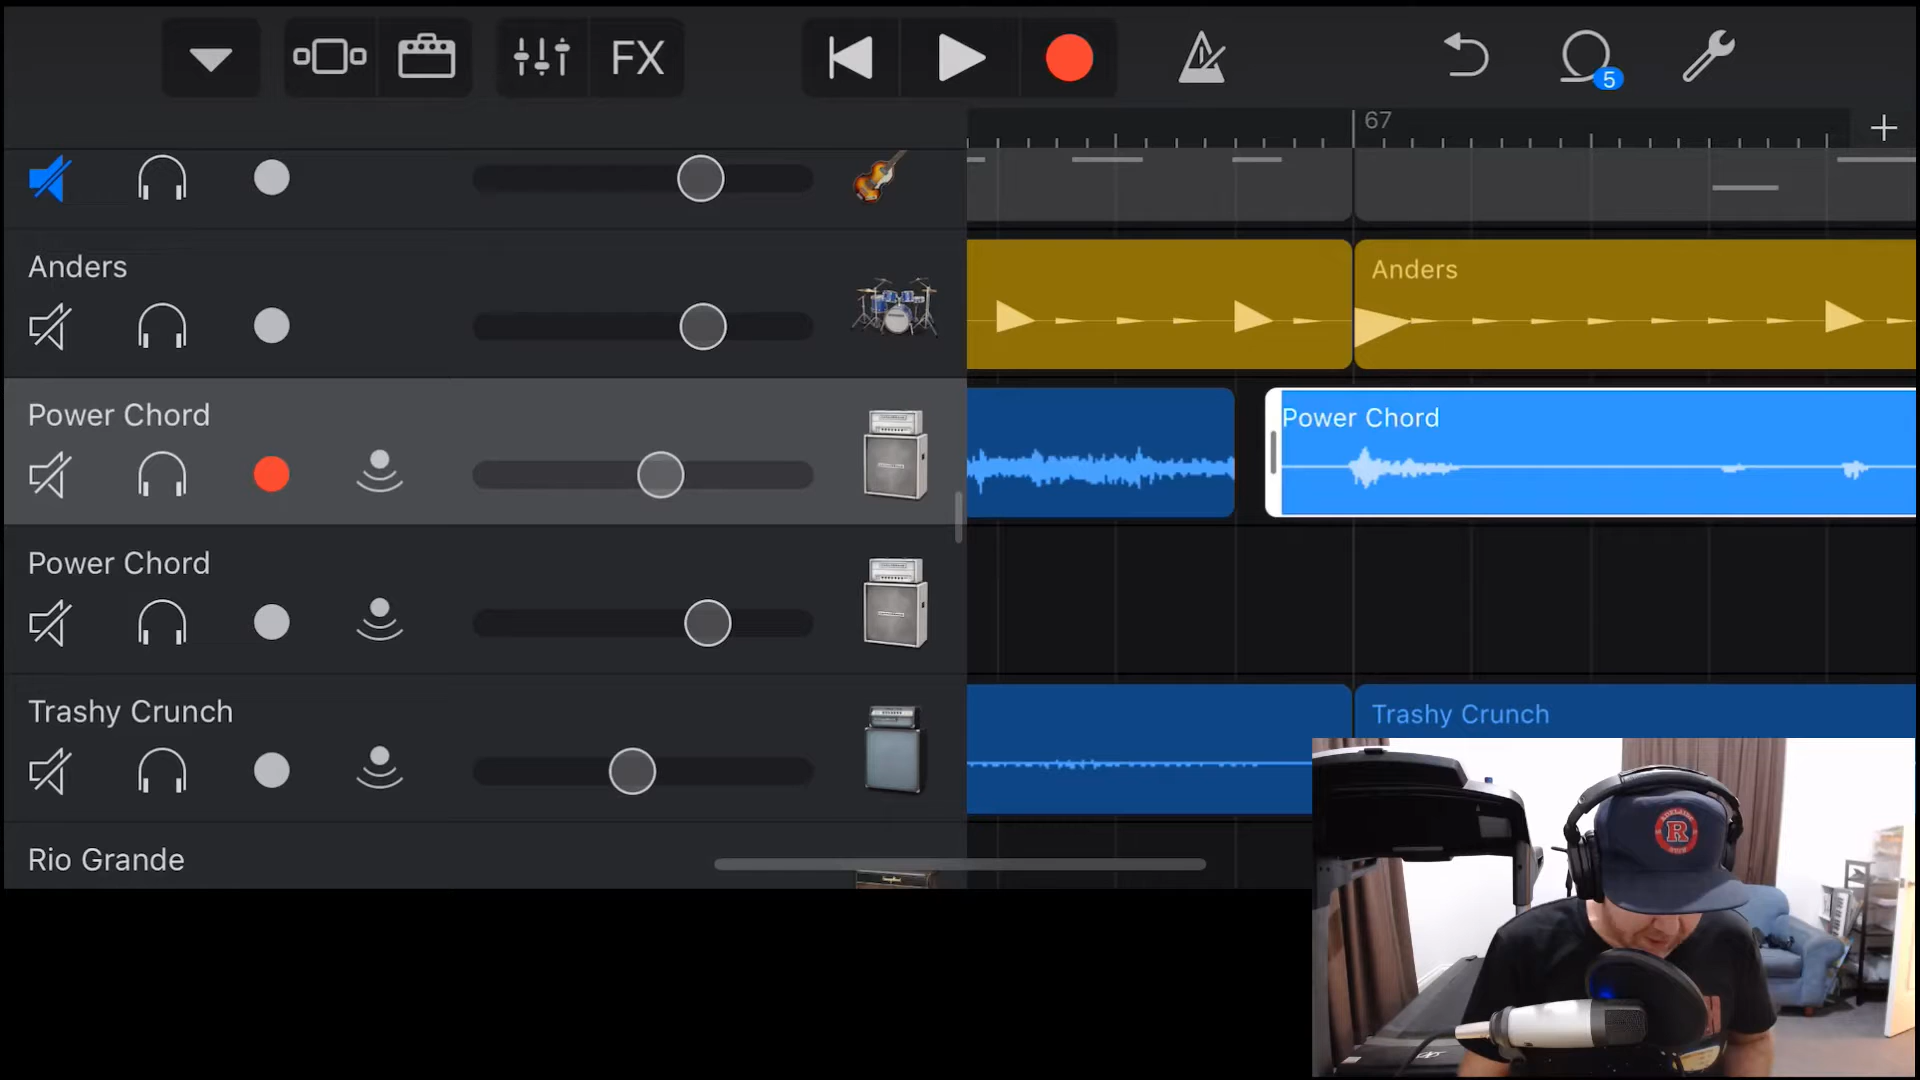 FX
5
67
Anders
Anders
Power Chord
Power Chord
Power Chord
Trashy Crunch
Trashy Crunch
Rio Grande
R